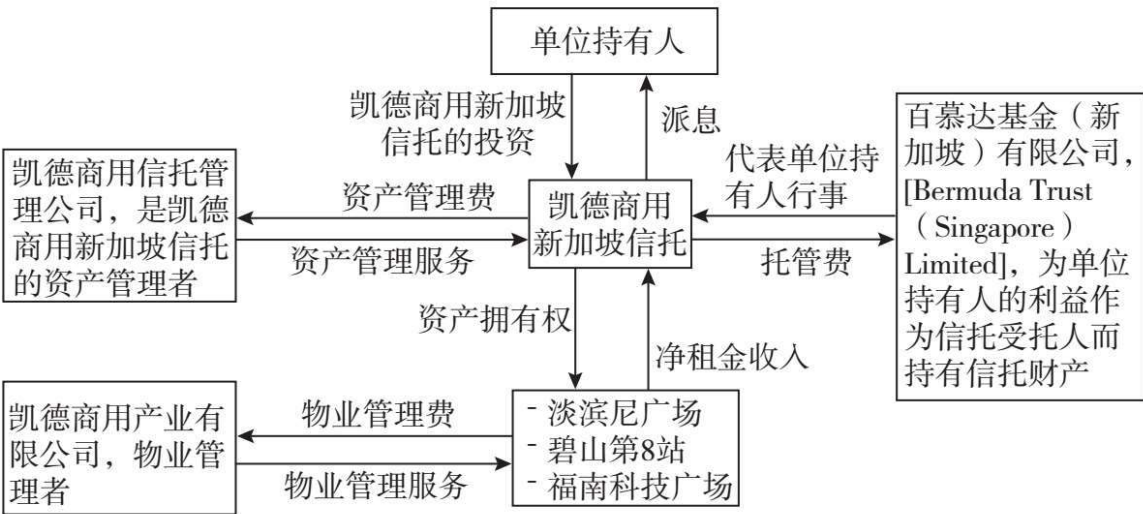 单位持有人
凯德商用新加坡
信托的投资
派息
凯德商用信托管
理公司，是凯德
商用新加坡信托
的资产管理者
资产管理费
资产管理服务
凯德商用
新加坡信托
代表单位持
有人行事
托管费
百慕达基金（新
加坡）有限公司，
[Bermuda Trust
（Singapore）
Limited]，为单位
持有人的利益作
为信托受托人而
持有信托财产
资产拥有权
净租金收入
凯德商用产业有
限公司，物业管
理者
物业管理费
物业管理服务
- 淡滨尼广场
- 碧山第8站
- 福南科技广场